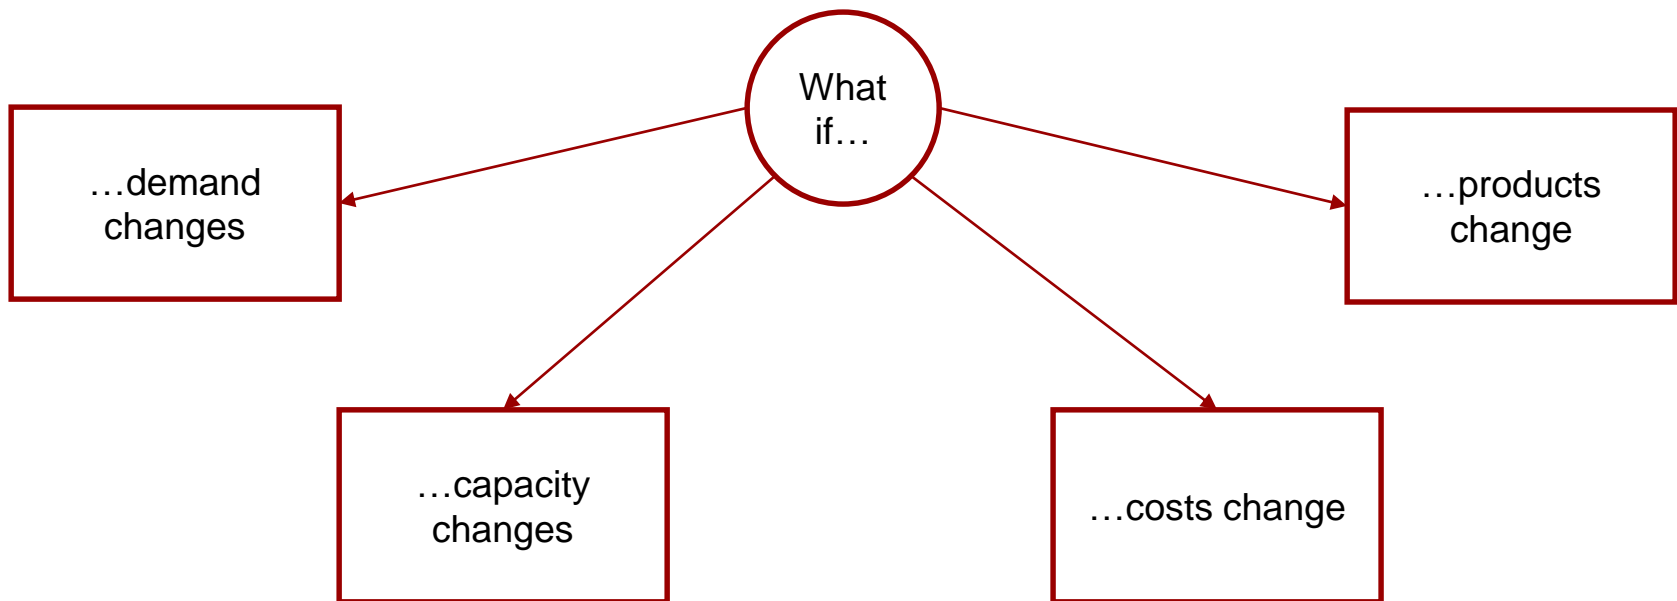 What
if…
…demand
changes
…products
change
…capacity
changes
…costs change